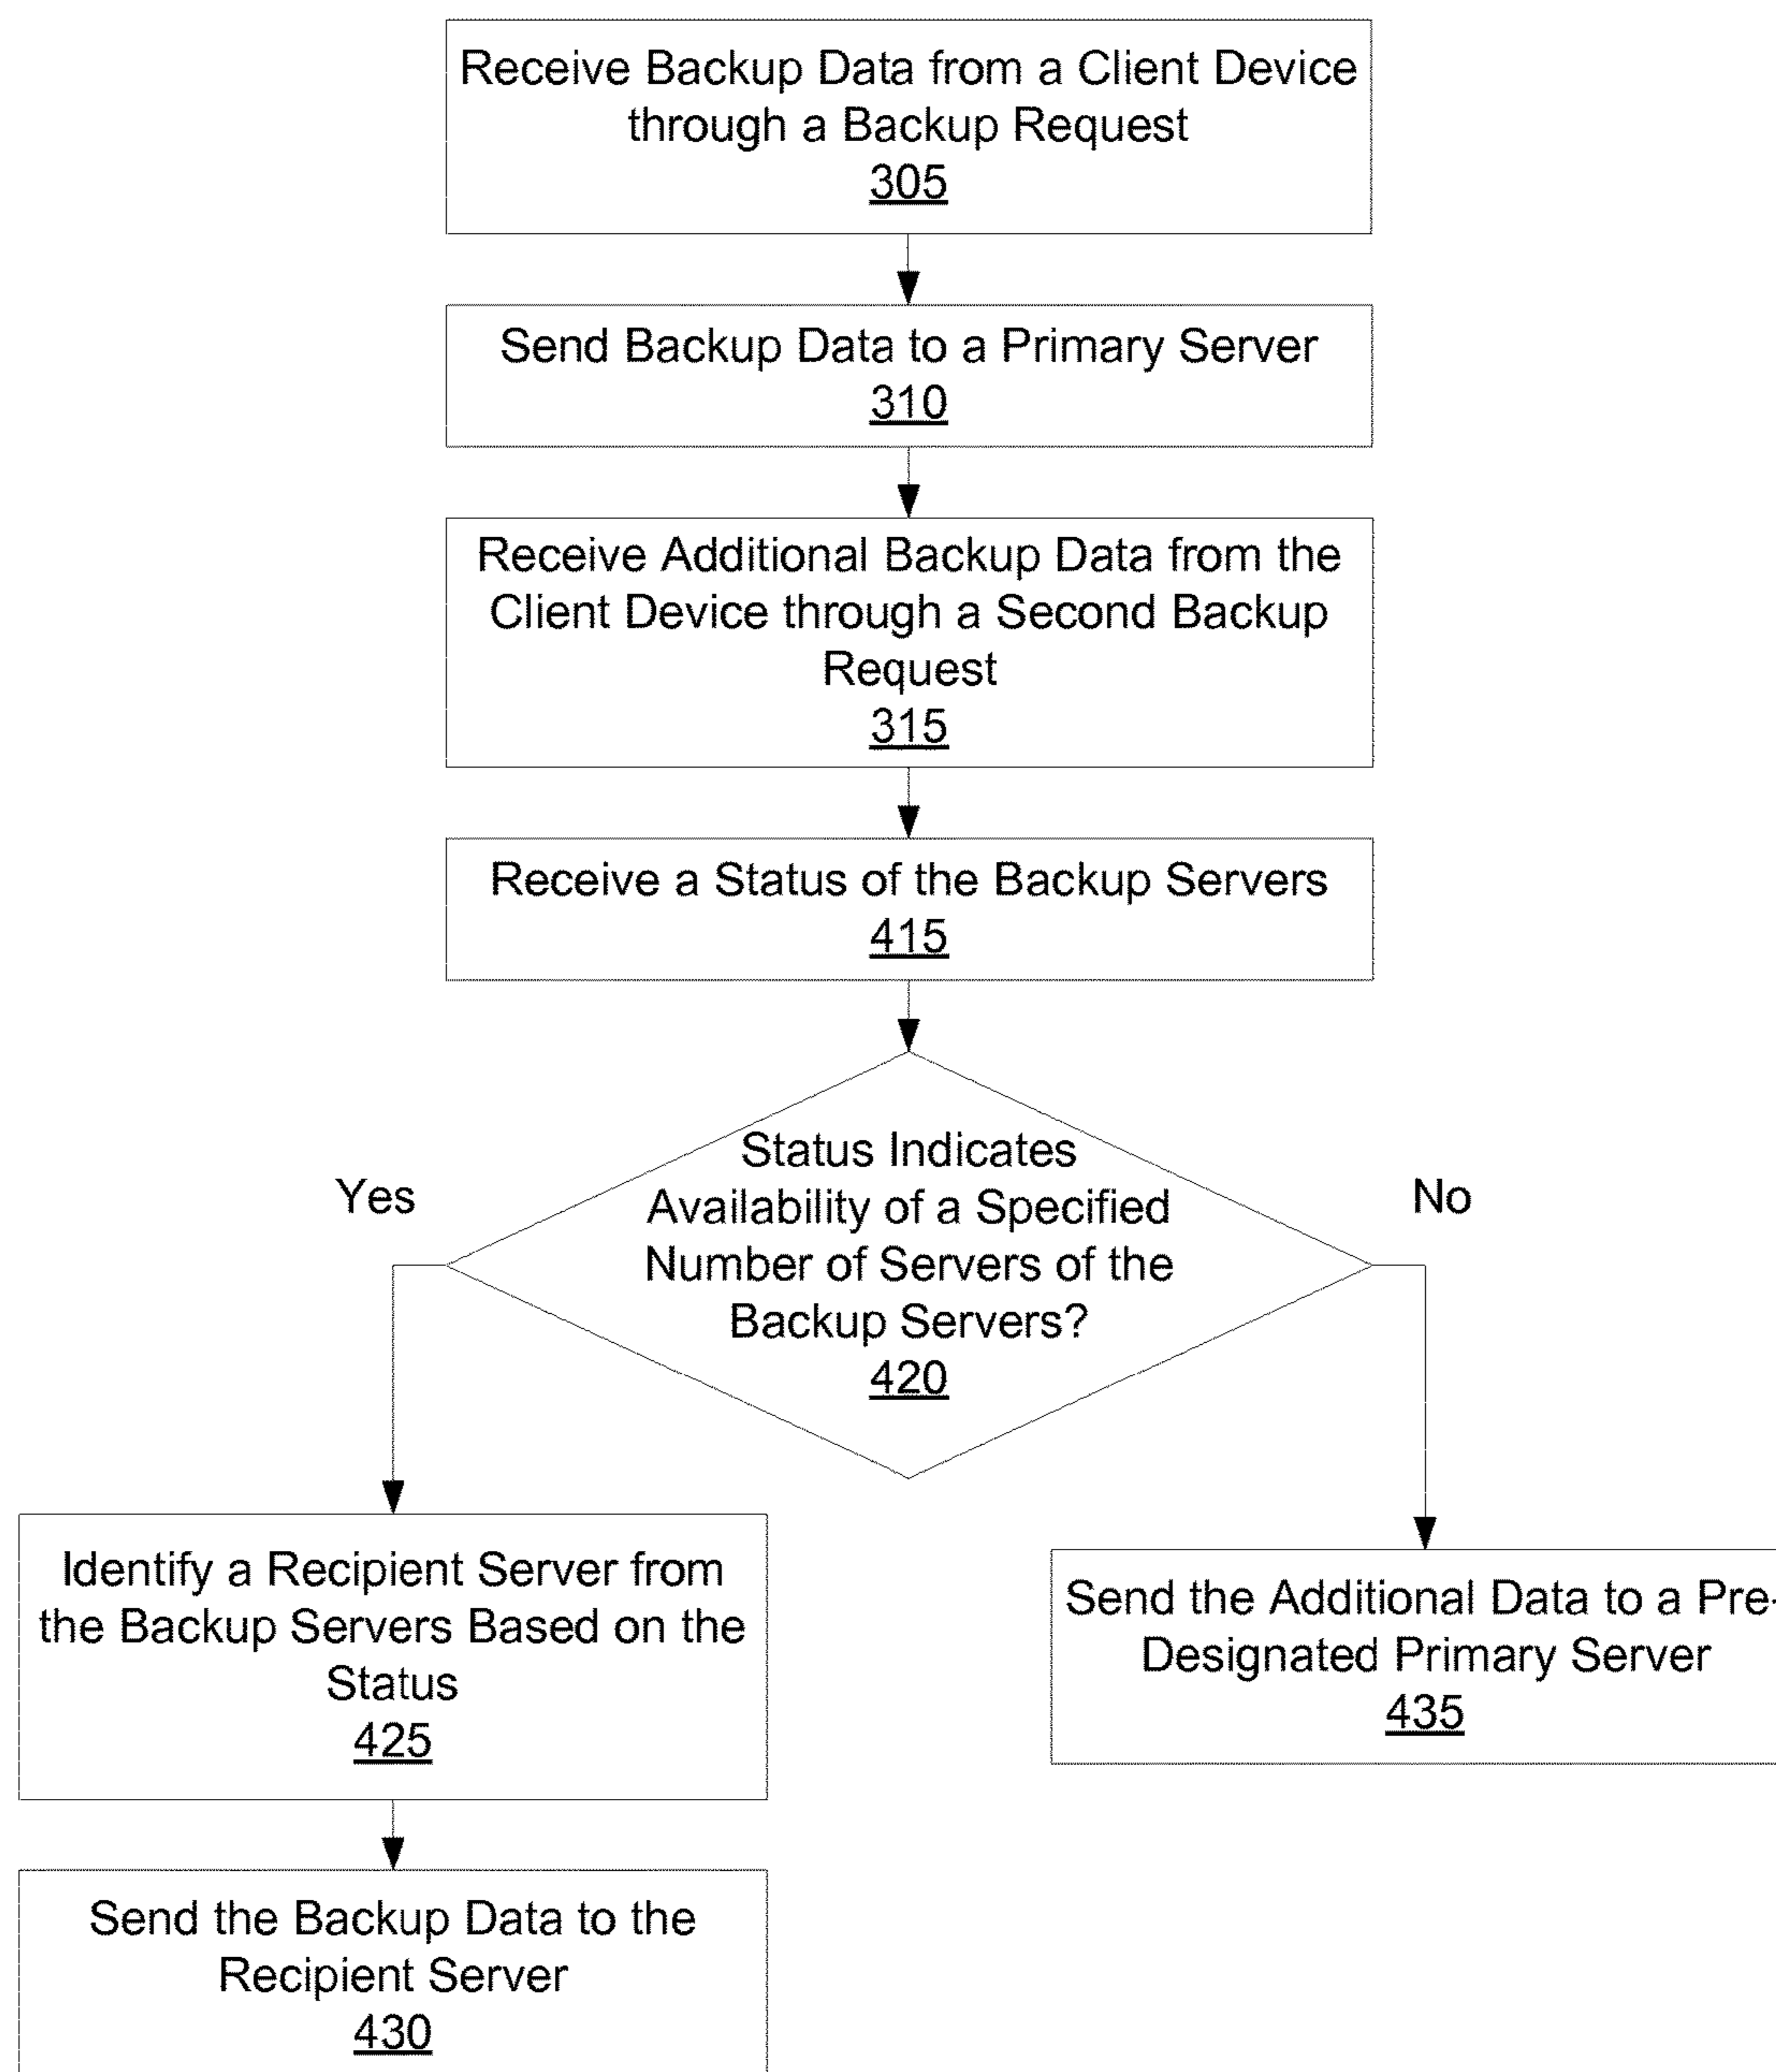 Receive Backup Data from a Client Device
through a Backup Request
305
Send Backup Data to a Primary Server
310
Receive Additional Backup Data from the
Client Device through a Second Backup
Request
315
Receive a Status of the Backup Servers
415
Status Indicates
Availability of a Specified
Number of Servers of the
Backup Servers?
420
Yes
No
Identify a Recipient Server from
the Backup Servers Based on the
Status
425
Send the Additional Data to a Pre-
Designated Primary Server
435
Send the Backup Data to the
Recipient Server
430